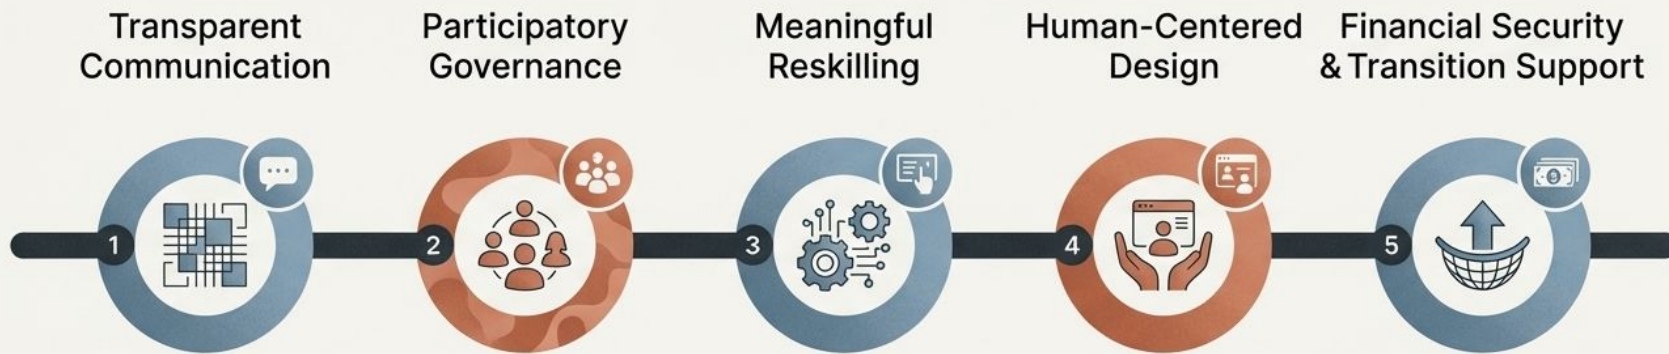 Transparent
Communication
Participatory
Governance
Meaningful
Reskilling
Human-Centered
Design
Financial Security
& Transition Support
1
2
3
4
5